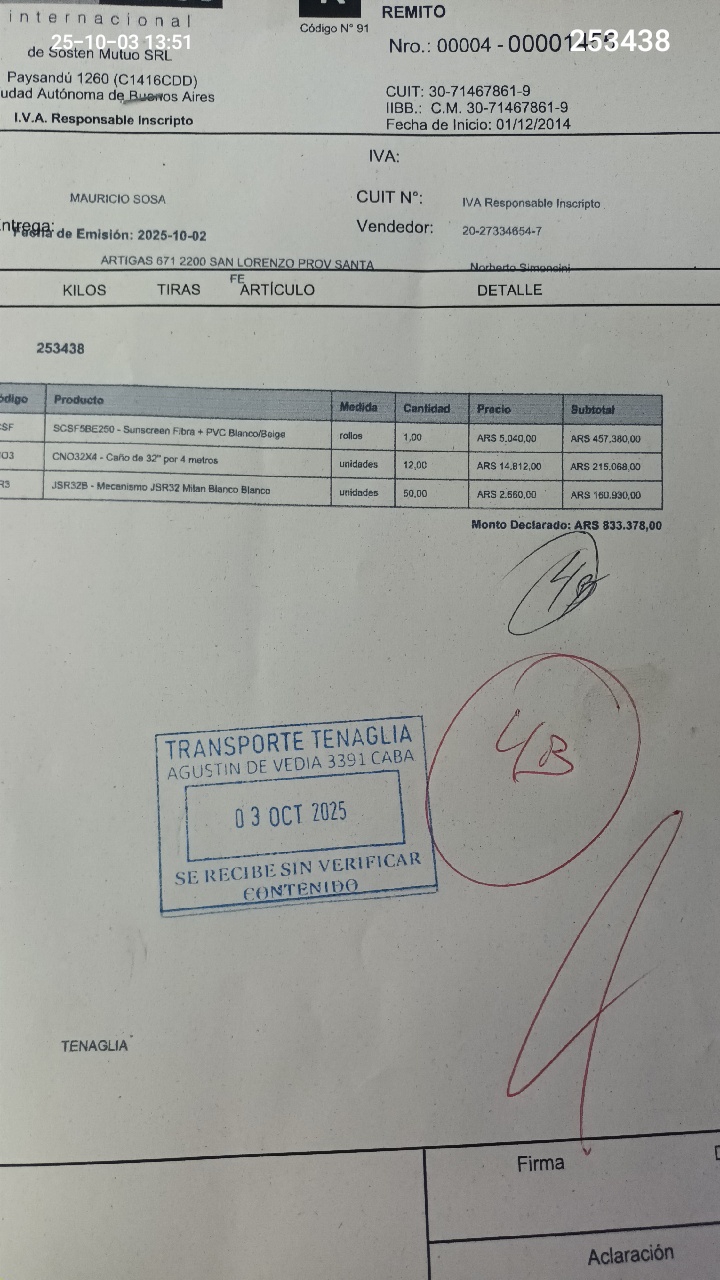 internacional
25-10-03 13:51
de Sosten Mutuo SRL
Paysandú 1260 (C1416CDD)
udad Autónoma de Buenos Aires
I.V.A. Responsable Inscripto
Código N° 91
REMITO
Nro.: 00004 -
253438
CUIT: 30-71467861-9
IIBB.: C.M. 30-71467861-9
Fecha de Inicio: 01/12/2014
IVA:
MAURICIO SOSA
CUIT N°:
IVA Responsable Inscripto
ntrega:
Fecha de Emisión: 2025-10-02
Vendedor:
20-27334654-7
ARTIGAS 671 2200 SAN LORENZO PROV SANTA
FE
Norberto Simoncini
KILOS TIRAS ARTÍCULO DETALLE
253438
ódigo Producto Medida Cantidad Precio Subtotal
SF SCSF5BE250 - Sunscreen Fibra + PVC Blanco/Beige rollos 1,00 ARS 5.040,00 ARS 457.380,00
O3 CNO32X4 - Caño de 32" por 4 metros unidades 12,00 ARS 14.812,00 ARS 215.068,00
R3 JSR32B - Mecanismo JSR32 Milan Blanco Blanco unidades 50,00 ARS 2.560,00 ARS 160.930,00
Monto Declarado: ARS 833.378,00
4B
4B
TRANSPORTE TENAGLIA
AGUSTIN DE VEDIA 3391 CABA
03 OCT 2025
SE RECIBE SIN VERIFICAR
CONTENIDO
TENAGLIA
Firma
Aclaración